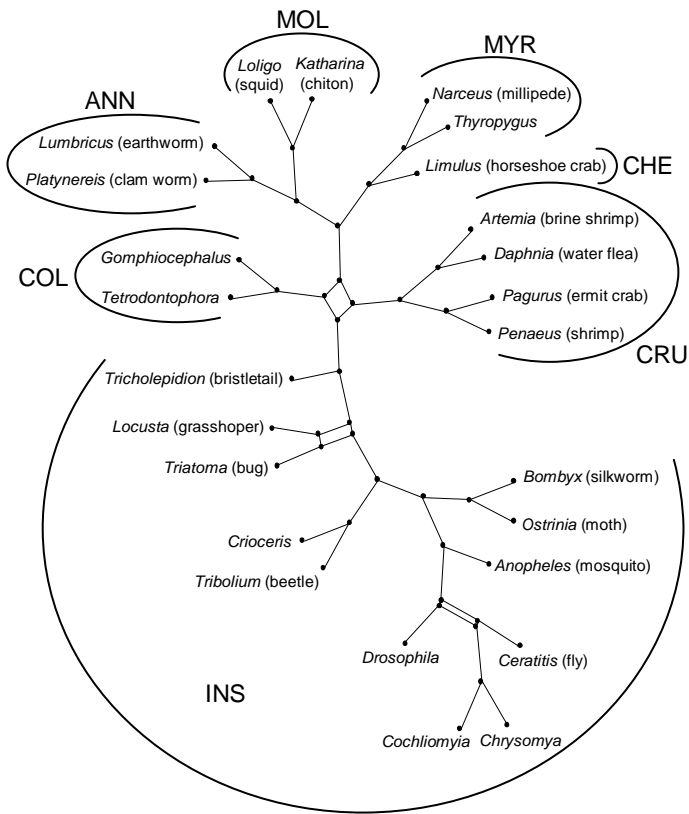 MOL
Loligo
(squid)
Katharina
(chiton)
MYR
Narceus (millipede)
Thyropygus
ANN
Lumbricus (earthworm)
Platynereis (clam worm)
Limulus (horseshoe crab)
CHE
Artemia (brine shrimp)
Daphnia (water flea)
Pagurus (ermit crab)
Penaeus (shrimp)
CRU
COL
Gomphiocephalus
Tetrodontophora
Tricholepidion (bristletail)
Locusta (grasshoper)
Triatoma (bug)
Bombyx (silkworm)
Ostrinia (moth)
Crioceris
Tribolium (beetle)
Anopheles (mosquito)
Drosophila
Ceratitis (fly)
INS
Cochliomyia
Chrysomya